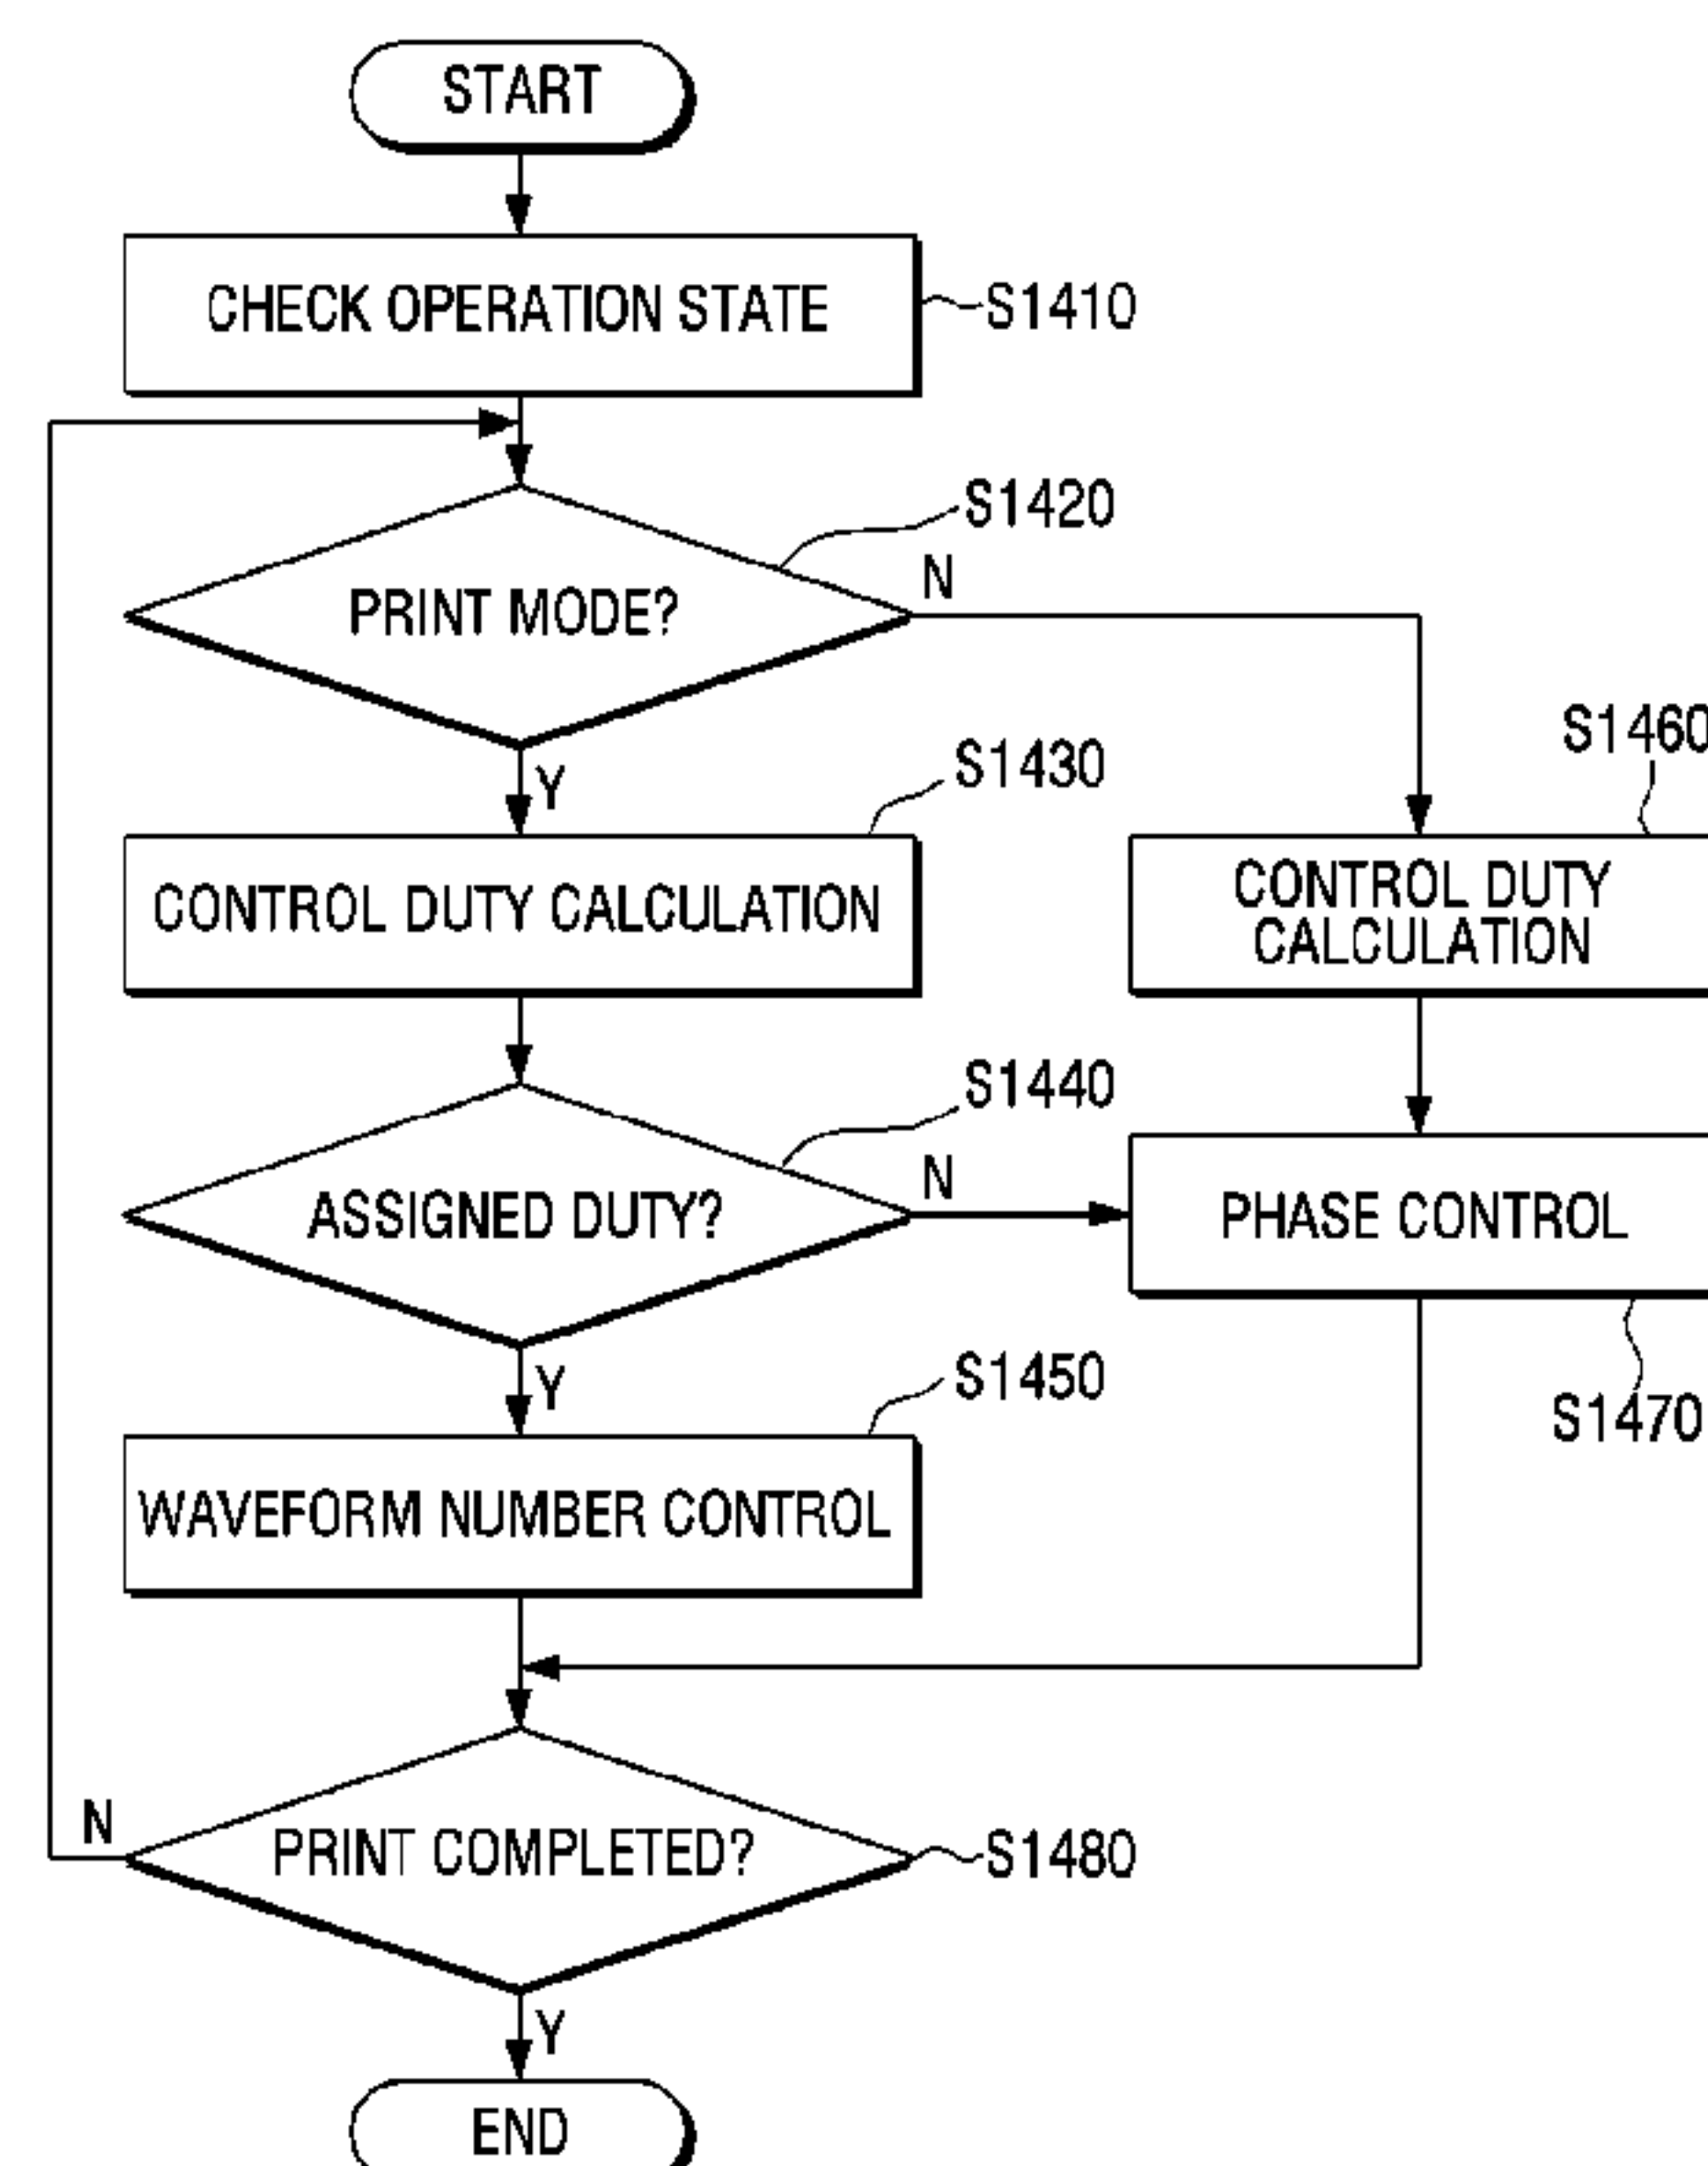 START
CHECK OPERATION STATE
S1410
S1420
PRINT MODE?
N
Y
S1430
S1460
CONTROL DUTY CALCULATION
CONTROL DUTY
CALCULATION
S1440
ASSIGNED DUTY?
N
PHASE CONTROL
Y
S1450
S1470
WAVEFORM NUMBER CONTROL
N
PRINT COMPLETED?
S1480
Y
END